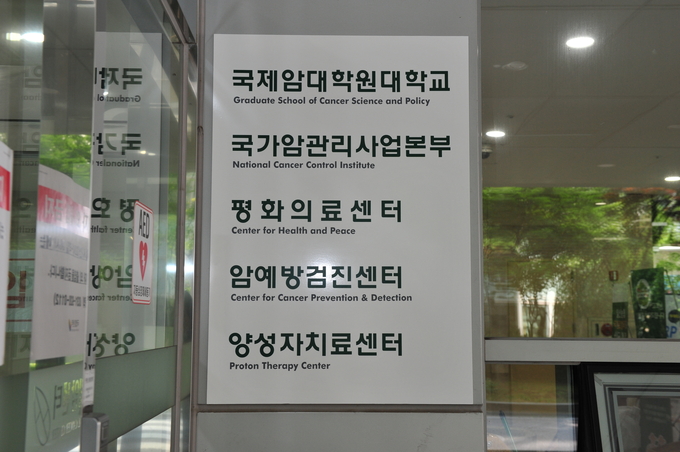 국제암대학원대학교
Graduate School of Cancer Science and Policy
국가암관리사업본부
National Cancer Control Institute
평화의료센터
Center for Health and Peace
암예방검진센터
Center for Cancer Prevention & Detection
양성자치료센터
Proton Therapy Center
AED